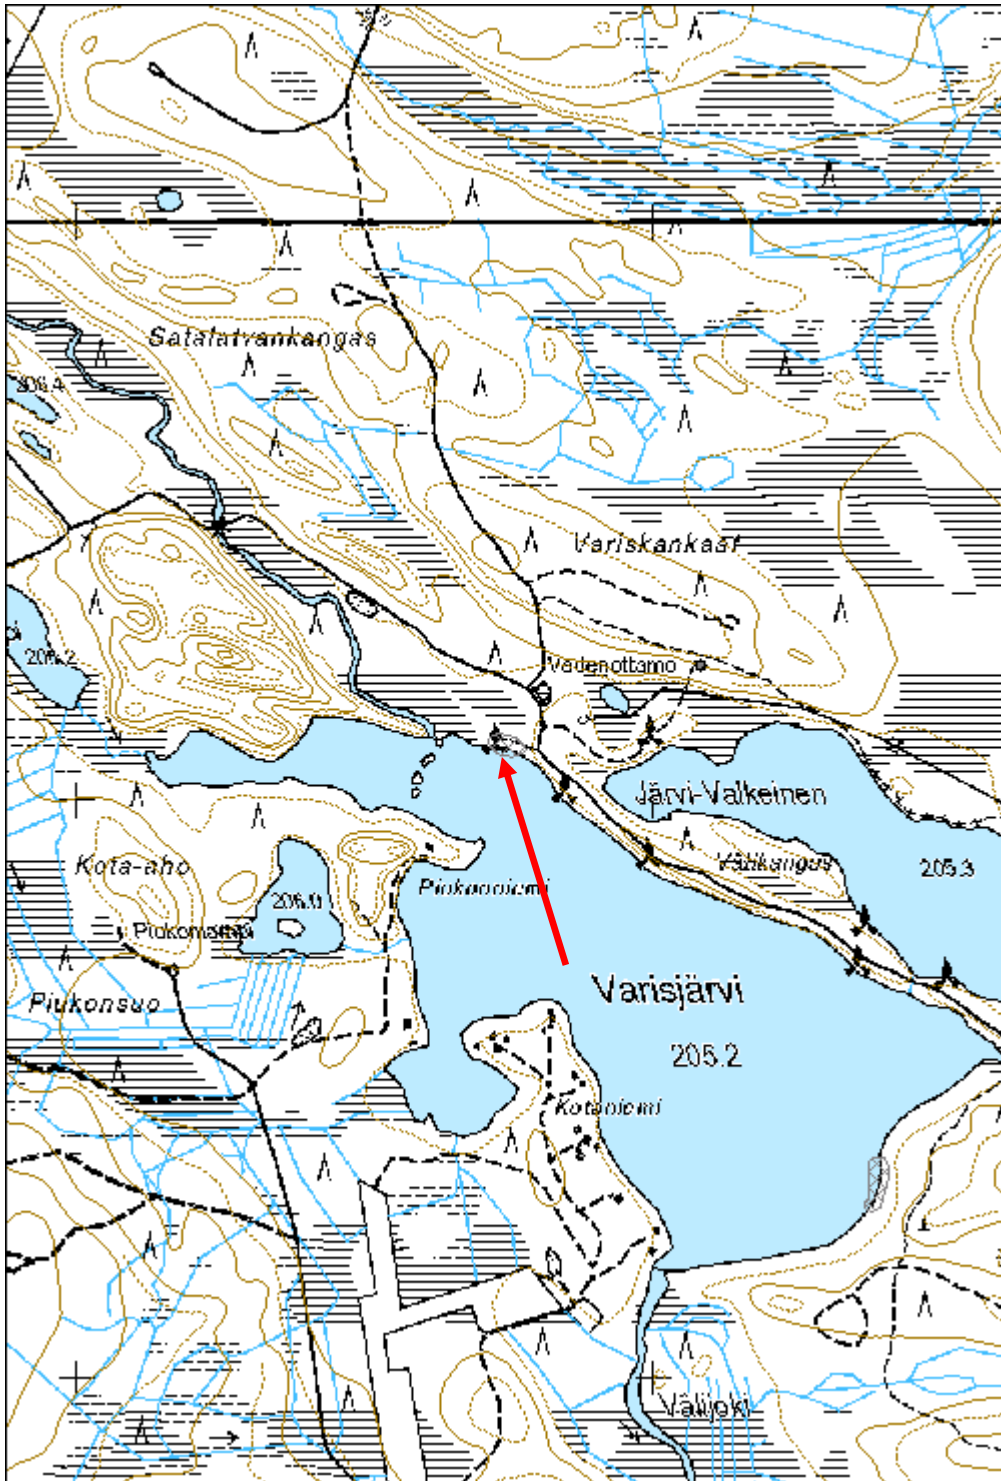 Satalatvankangas
206.4
Variskankaat
206.2
Vedenottamo
Järvi-Valkeinen
Kota-aho
Piukonniemi
Välikangas
205.3
206.0
Piukonsuo
Varisjärvi
205.2
Kotaniemi
Välijoki